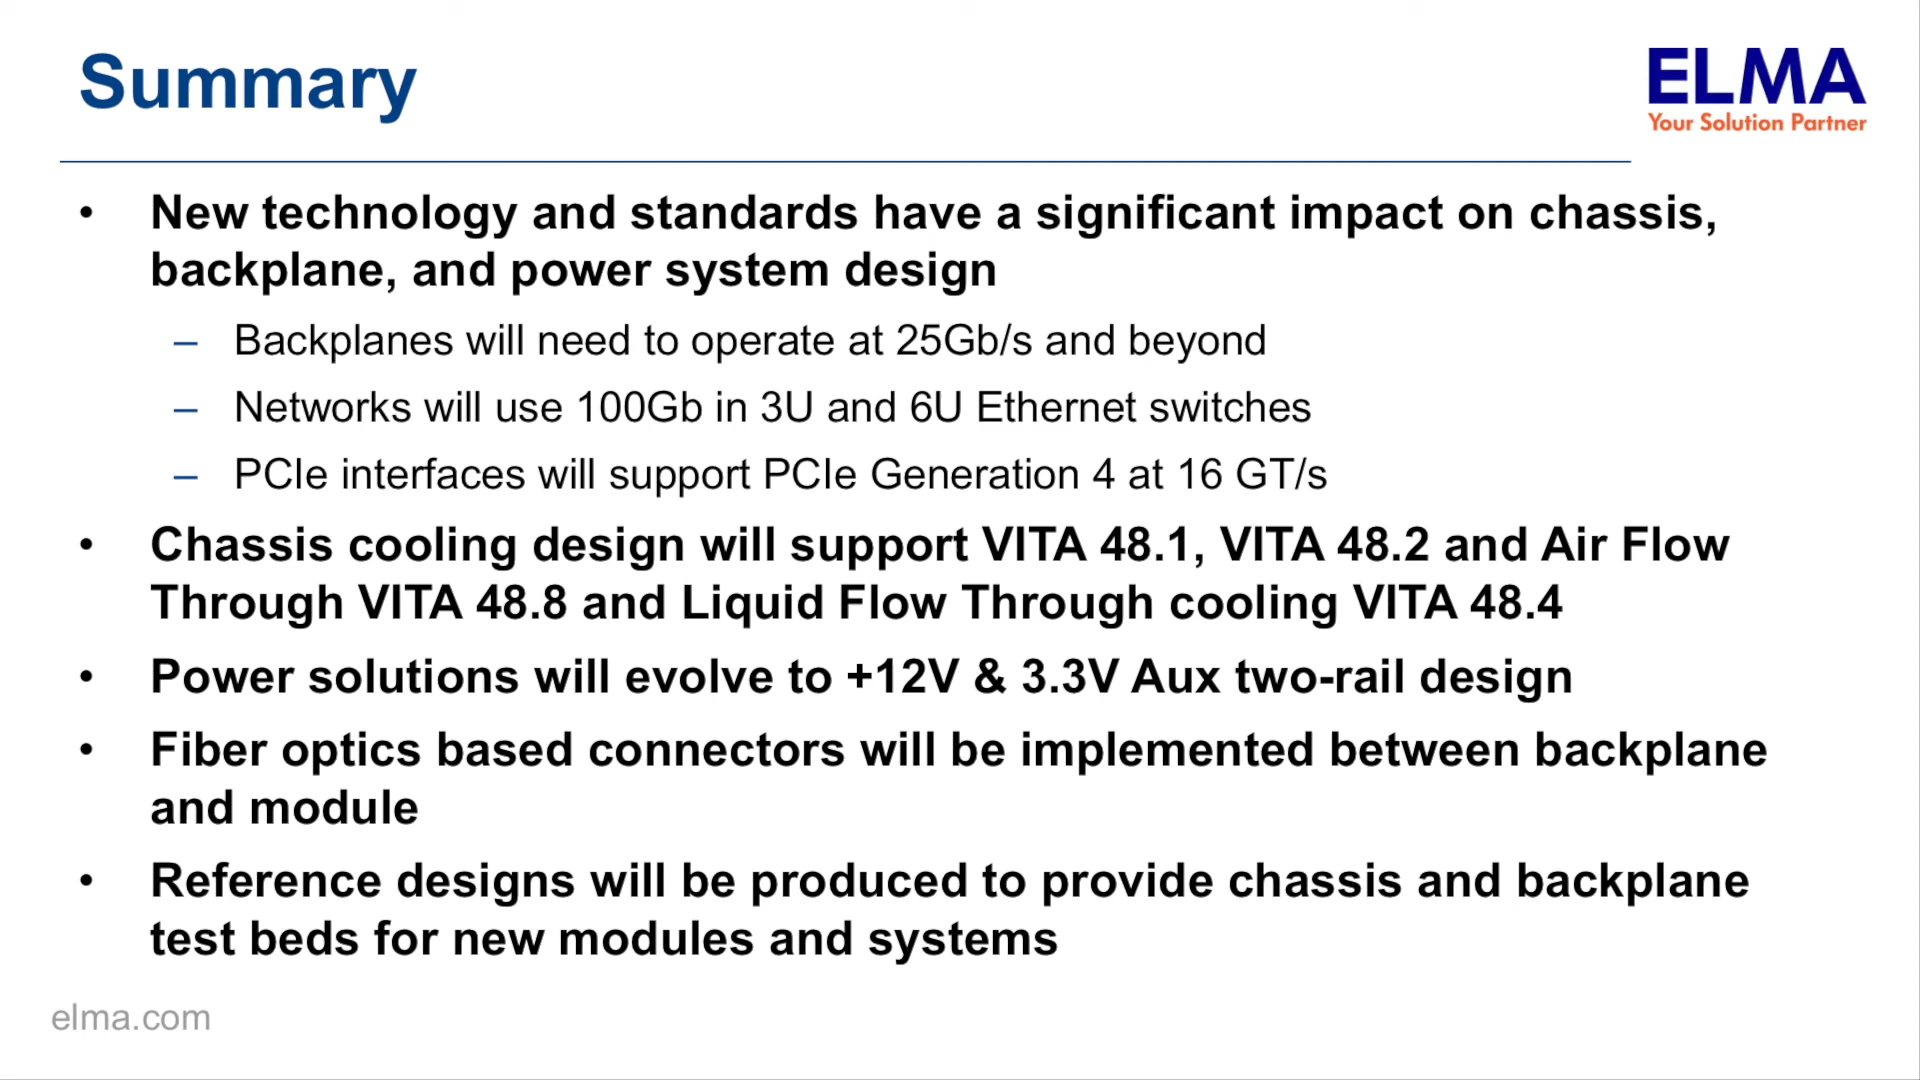 Summary
ELMA
Your Solution Partner
• New technology and standards have a significant impact on chassis,
backplane, and power system design
– Backplanes will need to operate at 25Gb/s and beyond
– Networks will use 100Gb in 3U and 6U Ethernet switches
– PCIe interfaces will support PCIe Generation 4 at 16 GT/s
• Chassis cooling design will support VITA 48.1, VITA 48.2 and Air Flow
Through VITA 48.8 and Liquid Flow Through cooling VITA 48.4
• Power solutions will evolve to +12V & 3.3V Aux two-rail design
• Fiber optics based connectors will be implemented between backplane
and module
• Reference designs will be produced to provide chassis and backplane
test beds for new modules and systems
elma.com